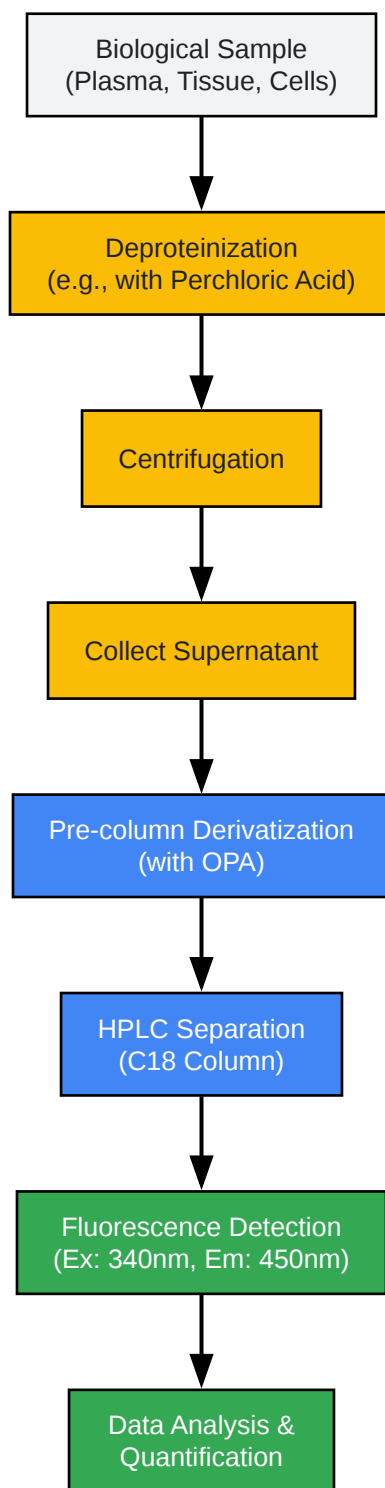 Biological Sample
(Plasma, Tissue, Cells)
Deproteinization
(e.g., with Perchloric Acid)
Centrifugation
Collect Supernatant
Pre-column Derivatization
(with OPA)
HPLC Separation
(C18 Column)
Fluorescence Detection
(Ex: 340nm, Em: 450nm)
Data Analysis &
Quantification